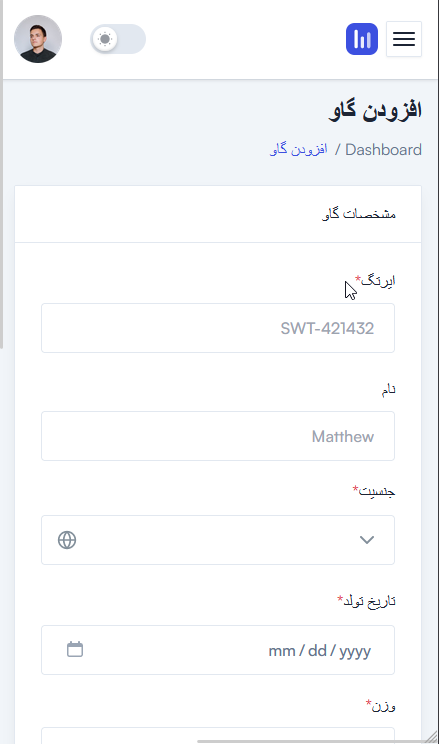 افزودن گاو
Dashboard / افزودن گاو
مشخصات گاو
ایرتگ*
SWT-421432
نام
Matthew
جنسیت*
تاریخ تولد*
mm / dd / yyyy
وزن*